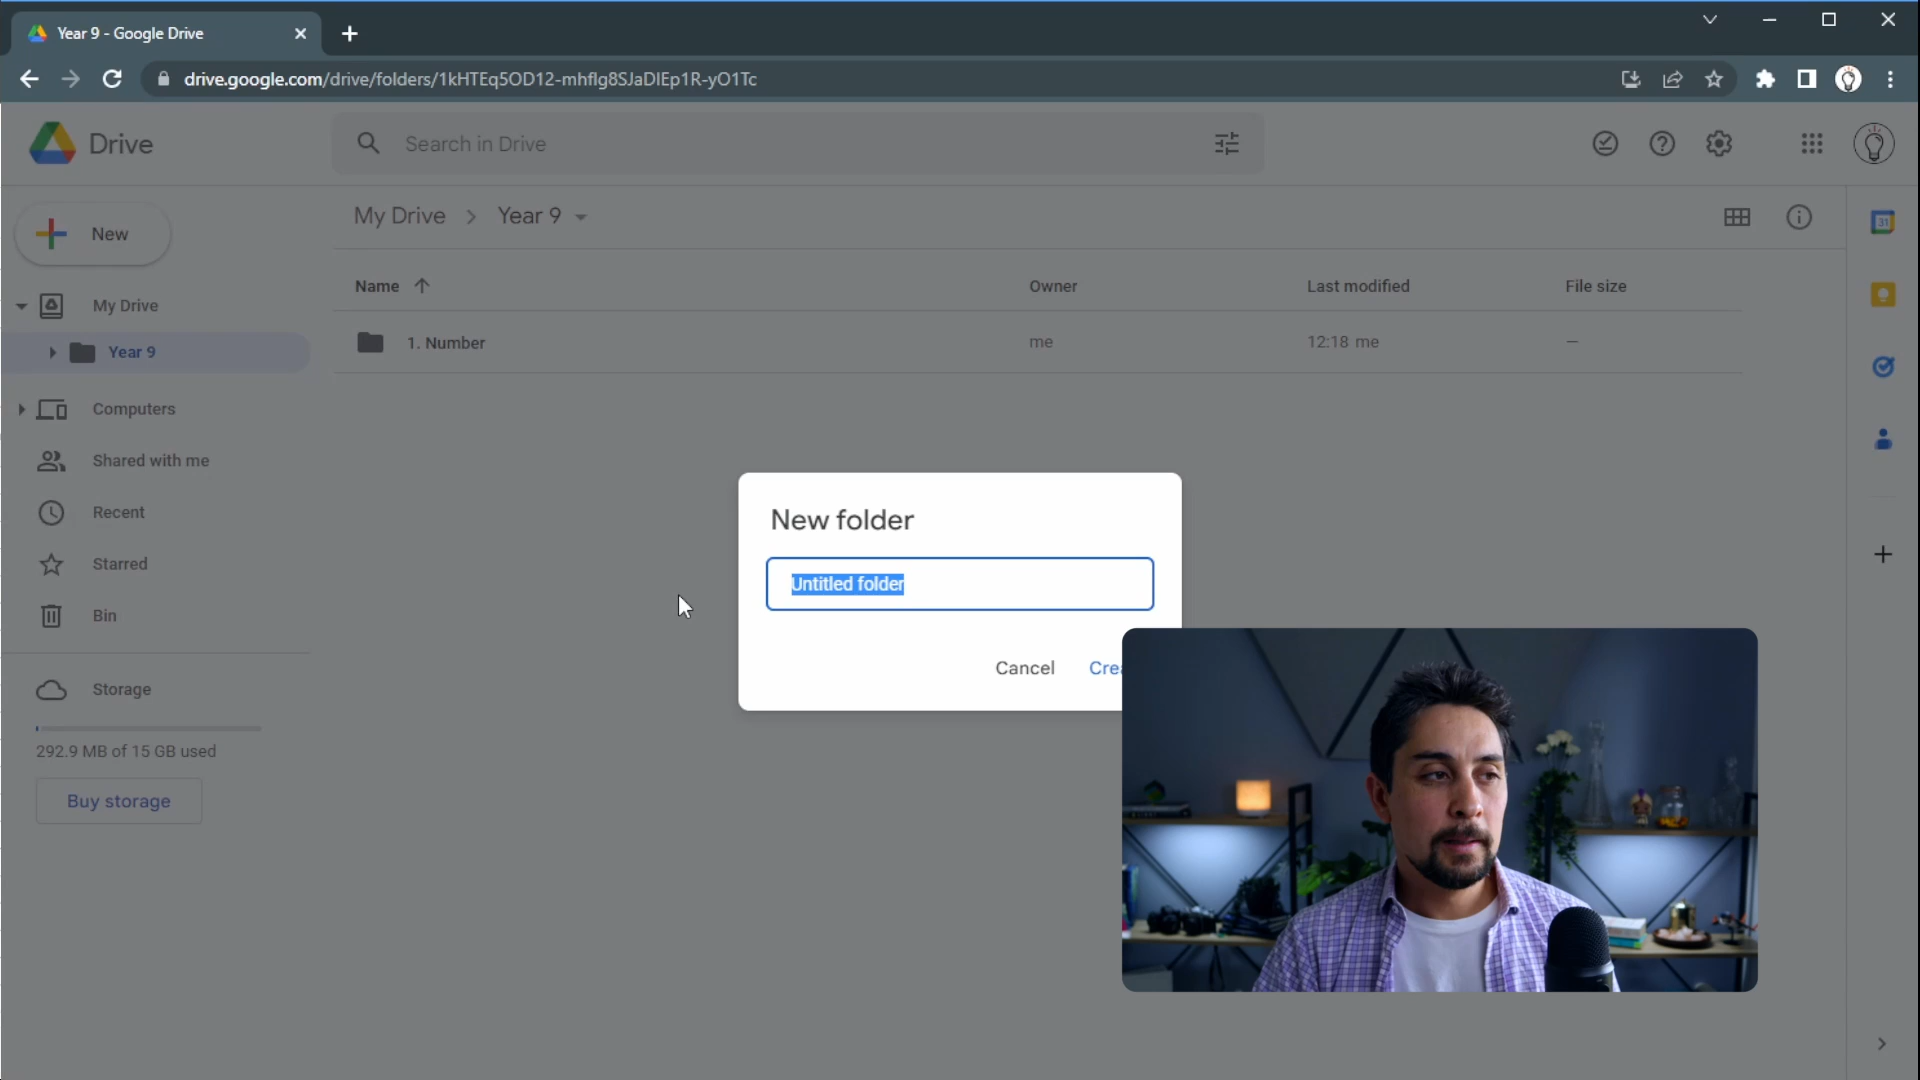 Year 9 - Google Drive
drive.google.com/drive/folders/1kHTEq5OD12-mhflg8SJaDIEp1R-yO1Tc
Drive
Search in Drive
New
My Drive
Year 9
Computers
Shared with me
Recent
Starred
Bin
Storage
292.9 MB of 15 GB used
Buy storage
My Drive > Year 9
Name Owner Last modified File size
1. Number me 12:18 me –
New folder
Untitled folder
Cancel Crea
31